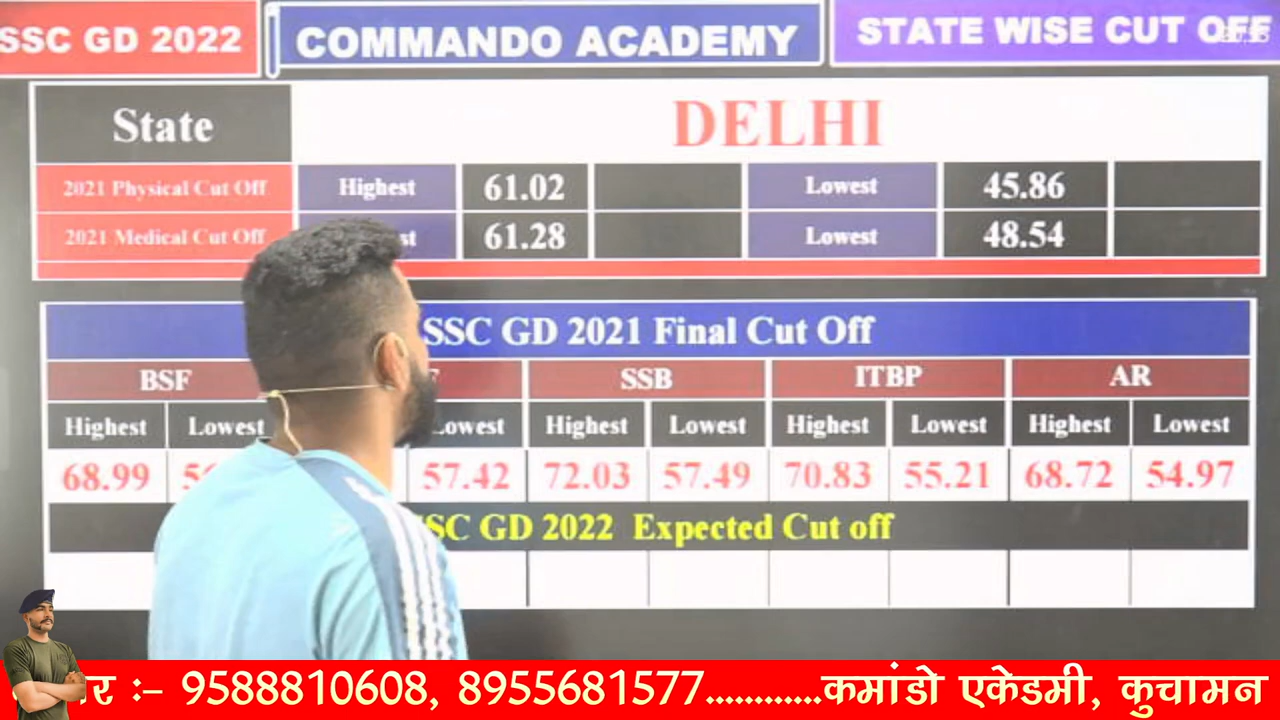 SSC GD 2022 COMMANDO ACADEMY STATE WISE CUT OFF
State DELHI
2021 Physical Cut Off Highest 61.02 Lowest 45.86
2021 Medical Cut Off st 61.28 Lowest 48.54
SSC GD 2021 Final Cut Off
BSF F SSB ITBP AR
Highest Lowest Lowest Highest Lowest Highest Lowest Highest Lowest
68.99 57.42 72.03 57.49 70.83 55.21 68.72 54.97
SC GD 2022 Expected Cut off
र :– 9588810608, 8955681577............कमांडो एकेडमी, कुचामन